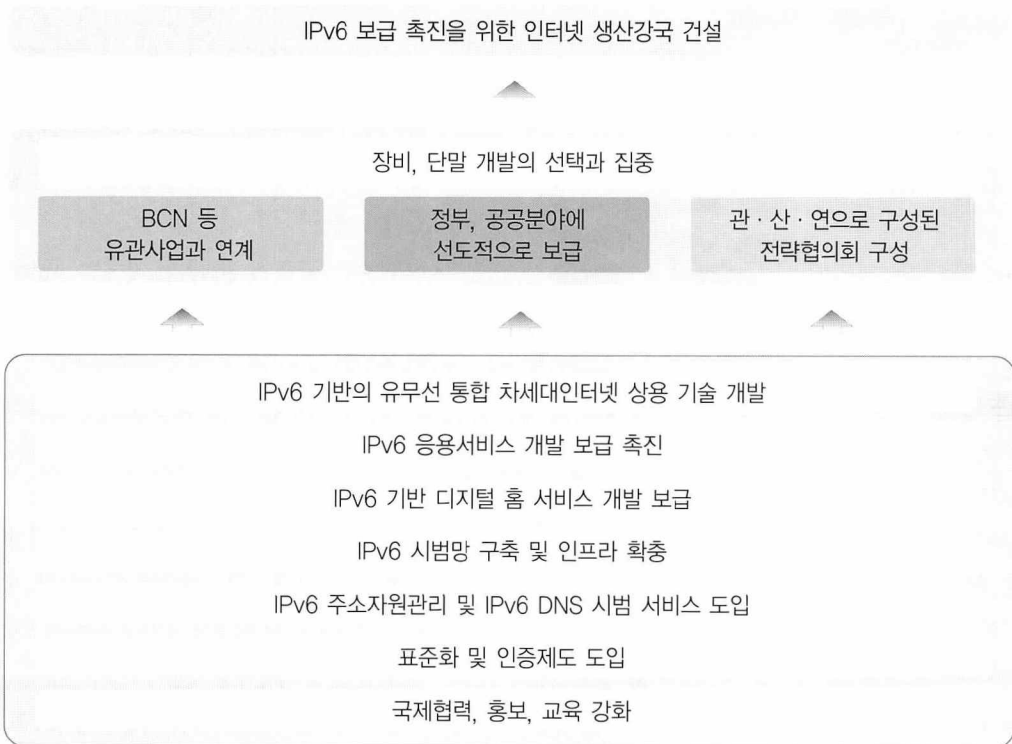 IPv6 보급 촉진을 위한 인터넷 생산강국 건설
장비, 단말 개발의 선택과 집중
BCN 등
유관사업과 연계
정부, 공공분야에
선도적으로 보급
관 · 산 · 연으로 구성된
전략협의회 구성
IPv6 기반의 유무선 통합 차세대인터넷 상용 기술 개발
IPv6 응용서비스 개발 보급 촉진
IPv6 기반 디지털 홈 서비스 개발 보급
IPv6 시범망 구축 및 인프라 확충
IPv6 주소자원관리 및 IPv6 DNS 시범 서비스 도입
표준화 및 인증제도 도입
국제협력, 홍보, 교육 강화